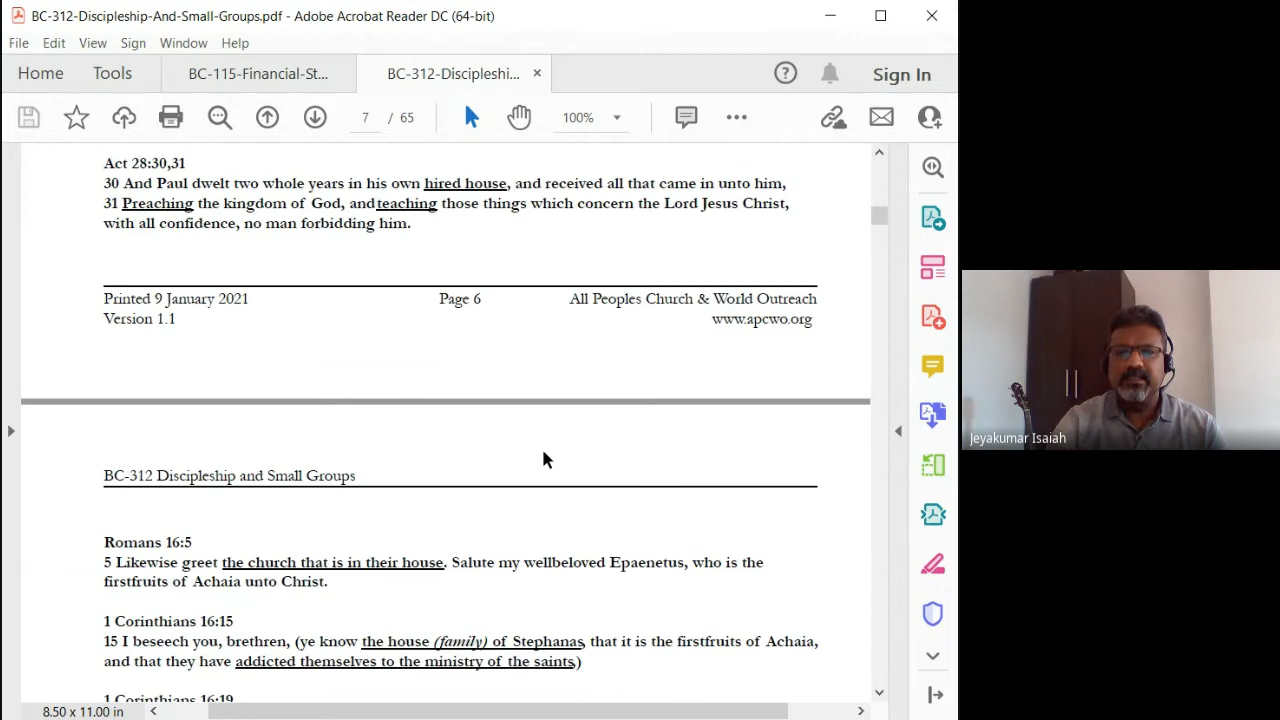 BC-312-Discipleship-And-Small-Groups.pdf - Adobe Acrobat Reader DC (64-bit)
File Edit View Sign Window Help
Home Tools BC-115-Financial-St... BC-312-Discipleshi... ×
Sign In
7 / 65 100%
Act 28:30,31
30 And Paul dwelt two whole years in his own hired house, and received all that came in unto him,
31 Preaching the kingdom of God, and teaching those things which concern the Lord Jesus Christ,
with all confidence, no man forbidding him.
Printed 9 January 2021 Page 6 All Peoples Church & World Outreach
Version 1.1 www.apcwo.org
BC-312 Discipleship and Small Groups
Romans 16:5
5 Likewise greet the church that is in their house. Salute my wellbeloved Epaenetus, who is the
firstfruits of Achaia unto Christ.
1 Corinthians 16:15
15 I beseech you, brethren, (ye know the house (family) of Stephanas, that it is the firstfruits of Achaia,
and that they have addicted themselves to the ministry of the saints,)
1 Corinthians 16:19
8.50 x 11.00 in
Jeyakumar Isaiah